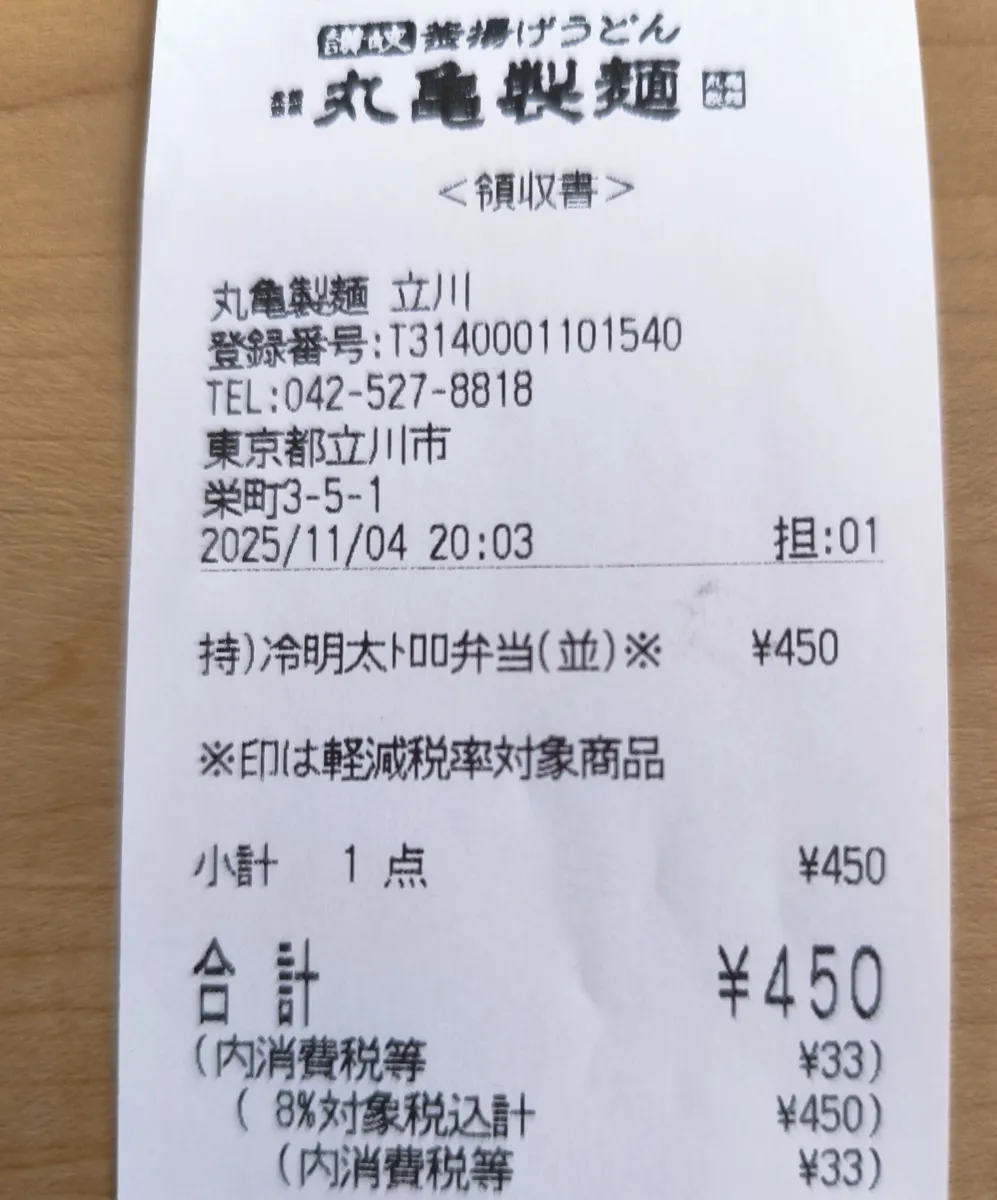 讃岐 釜揚げうどん
丸亀製麺
<領収書>
丸亀製麺 立川
登録番号:T3140001101540
TEL:042-527-8818
東京都立川市
栄町3-5-1
2025/11/04 20:03 担:01
持)冷明太トロロ弁当(並)※ ¥450
※印は軽減税率対象商品
小計 1 点 ¥450
合 計 ¥450
(内消費税等 ¥33)
( 8%対象税込計 ¥450)
(内消費税等 ¥33)